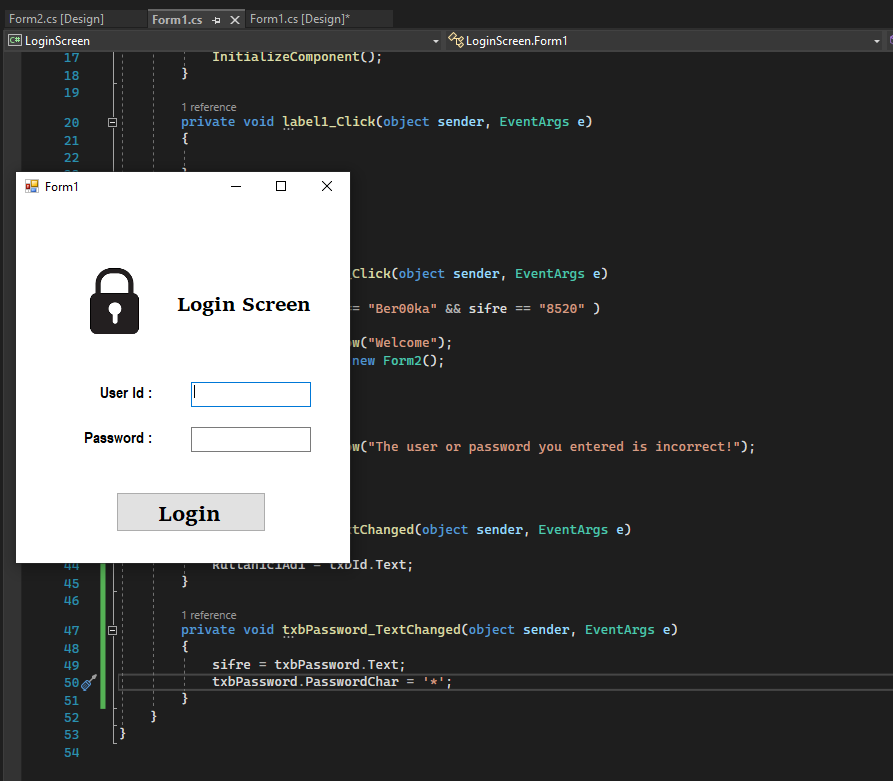 Form2.cs [Design]
Form1.cs
Form1.cs [Design]*
C# LoginScreen
LoginScreen.Form1
17 InitializeComponent();
18 }
19
1 reference
20 private void label1_Click(object sender, EventArgs e)
21 {
22
Form1
_Click(object sender, EventArgs e)
Login Screen
== "Ber00ka" && sifre == "8520" )
ow("Welcome");
new Form2();
User Id :
Password :
ow("The user or password you entered is incorrect!");
Login
tChanged(object sender, EventArgs e)
44 KullaniciAdi = txbId.Text;
45 }
46
1 reference
47 private void txbPassword_TextChanged(object sender, EventArgs e)
48 {
49 sifre = txbPassword.Text;
50 txbPassword.PasswordChar = '*';
51 }
52 }
53 }
54